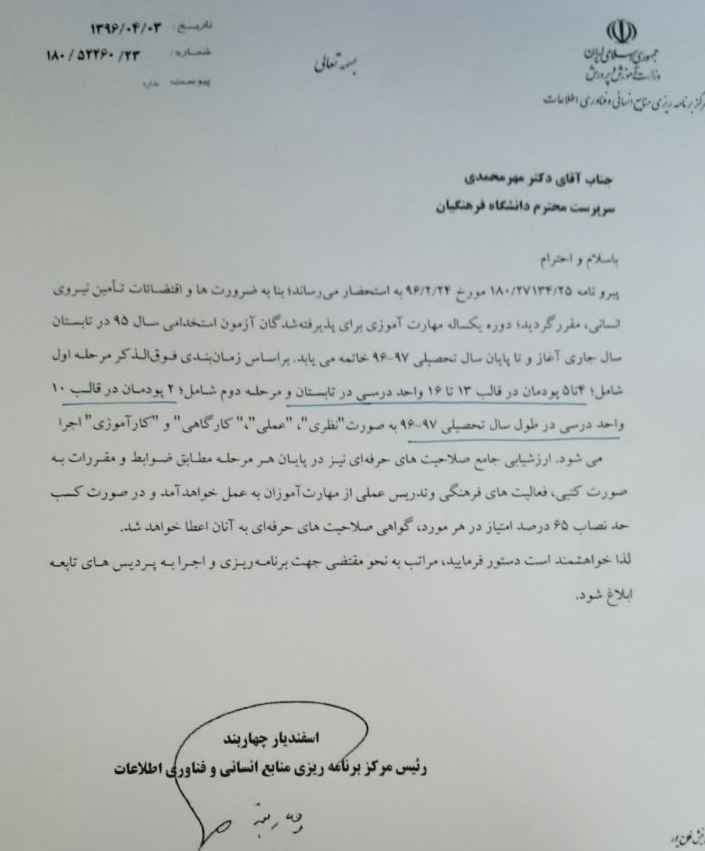 جمهوری اسلامی ایران
وزارت آموزش و پرورش
مرکز برنامه ریزی منابع انسانی و فناوری اطلاعات
بسمه تعالی
تاریخ: ۱۳۹۶/۰۴/۰۳
شماره: ۱۸۰ / ۵۲۲۶۰ /۲۳
پیوست: ندارد
جناب آقای دکتر مهرمحمدی
سرپرست محترم دانشگاه فرهنگیان
باسلام و احترام
پیرو نامه ۱۸۰/۲۷۱۳۴/۲۵ مورخ ۹۶/۲/۲۴ به استحضار می‌رساند؛ بنا به ضرورت ها و اقتضائات تأمین نیروی
انسانی، مقررگردید؛ دوره یکساله مهارت آموزی برای پذیرفته‌شدگان آزمون استخدامی سال ۹۵ در تابستان
سال جاری آغاز و تا پایان سال تحصیلی ۹۷-۹۶ خاتمه می یابد. براساس زمان‌بندی فوق‌الذکر مرحله اول
شامل؛ ۴تا۵ پودمان در قالب ۱۳ تا ۱۶ واحد درسی در تابستان و مرحله دوم شامل؛ ۲ پودمان در قالب ۱۰
واحد درسی در طول سال تحصیلی ۹۷-۹۶ به صورت"نظری"، "عملی"،" کارگاهی" و "کارآموزی" اجرا
می شود. ارزشیابی جامع صلاحیت های حرفه‌ای نیز در پایان هر مرحله مطابق ضوابط و مقررات به
صورت کتبی، فعالیت های فرهنگی وتدریس عملی از مهارت‌آموزان به عمل خواهدآمد و در صورت کسب
حد نصاب ۶۵ درصد امتیاز در هر مورد، گواهی صلاحیت های حرفه‌ای به آنان اعطا خواهد شد.
لذا خواهشمند است دستور فرمایید، مراتب به نحو مقتضی جهت برنامه‌ریزی و اجرا به پردیس های تابعه
ابلاغ شود.
اسفندیار چهاربند
رئیس مرکز برنامه ریزی منابع انسانی و فناوری اطلاعات